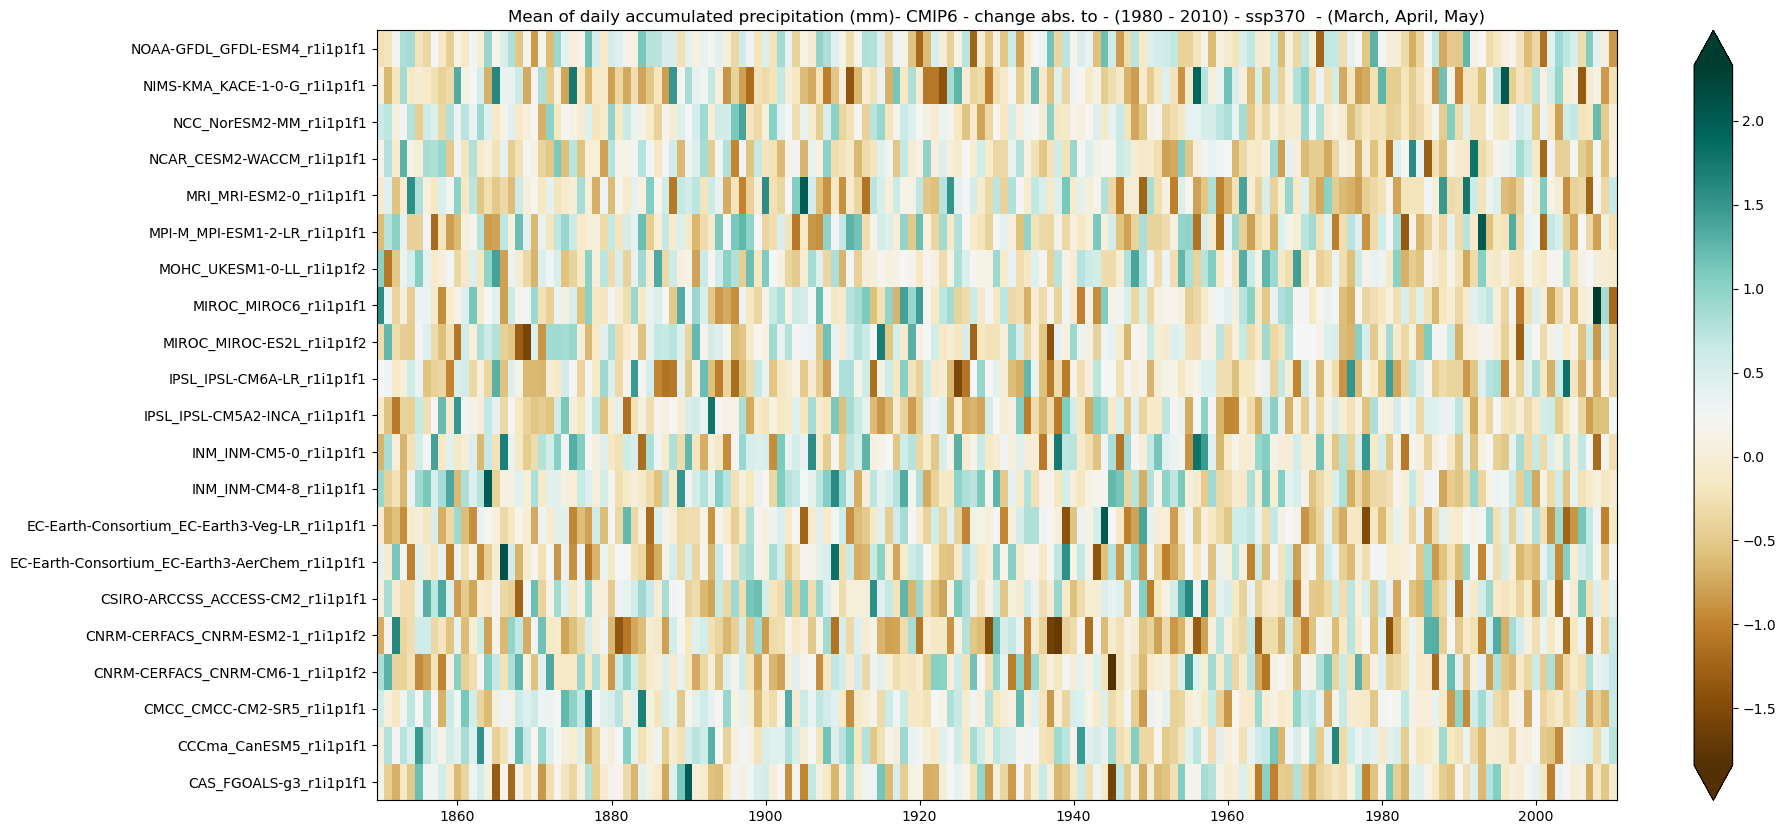 Mean of daily accumulated precipitation (mm)- CMIP6 - change abs. to - (1980 - 2010) - ssp370  - (March, April, May)
NOAA-GFDL_GFDL-ESM4_r1i1p1f1
NIMS-KMA_KACE-1-0-G_r1i1p1f1
NCC_NorESM2-MM_r1i1p1f1
NCAR_CESM2-WACCM_r1i1p1f1
MRI_MRI-ESM2-0_r1i1p1f1
MPI-M_MPI-ESM1-2-LR_r1i1p1f1
MOHC_UKESM1-0-LL_r1i1p1f2
MIROC_MIROC6_r1i1p1f1
MIROC_MIROC-ES2L_r1i1p1f2
IPSL_IPSL-CM6A-LR_r1i1p1f1
IPSL_IPSL-CM5A2-INCA_r1i1p1f1
INM_INM-CM5-0_r1i1p1f1
INM_INM-CM4-8_r1i1p1f1
EC-Earth-Consortium_EC-Earth3-Veg-LR_r1i1p1f1
EC-Earth-Consortium_EC-Earth3-AerChem_r1i1p1f1
CSIRO-ARCCSS_ACCESS-CM2_r1i1p1f1
CNRM-CERFACS_CNRM-ESM2-1_r1i1p1f2
CNRM-CERFACS_CNRM-CM6-1_r1i1p1f2
CMCC_CMCC-CM2-SR5_r1i1p1f1
CCCma_CanESM5_r1i1p1f1
CAS_FGOALS-g3_r1i1p1f1
1860 1880 1900 1920 1940 1960 1980 2000
2.0
1.5
1.0
0.5
0.0
−0.5
−1.0
−1.5